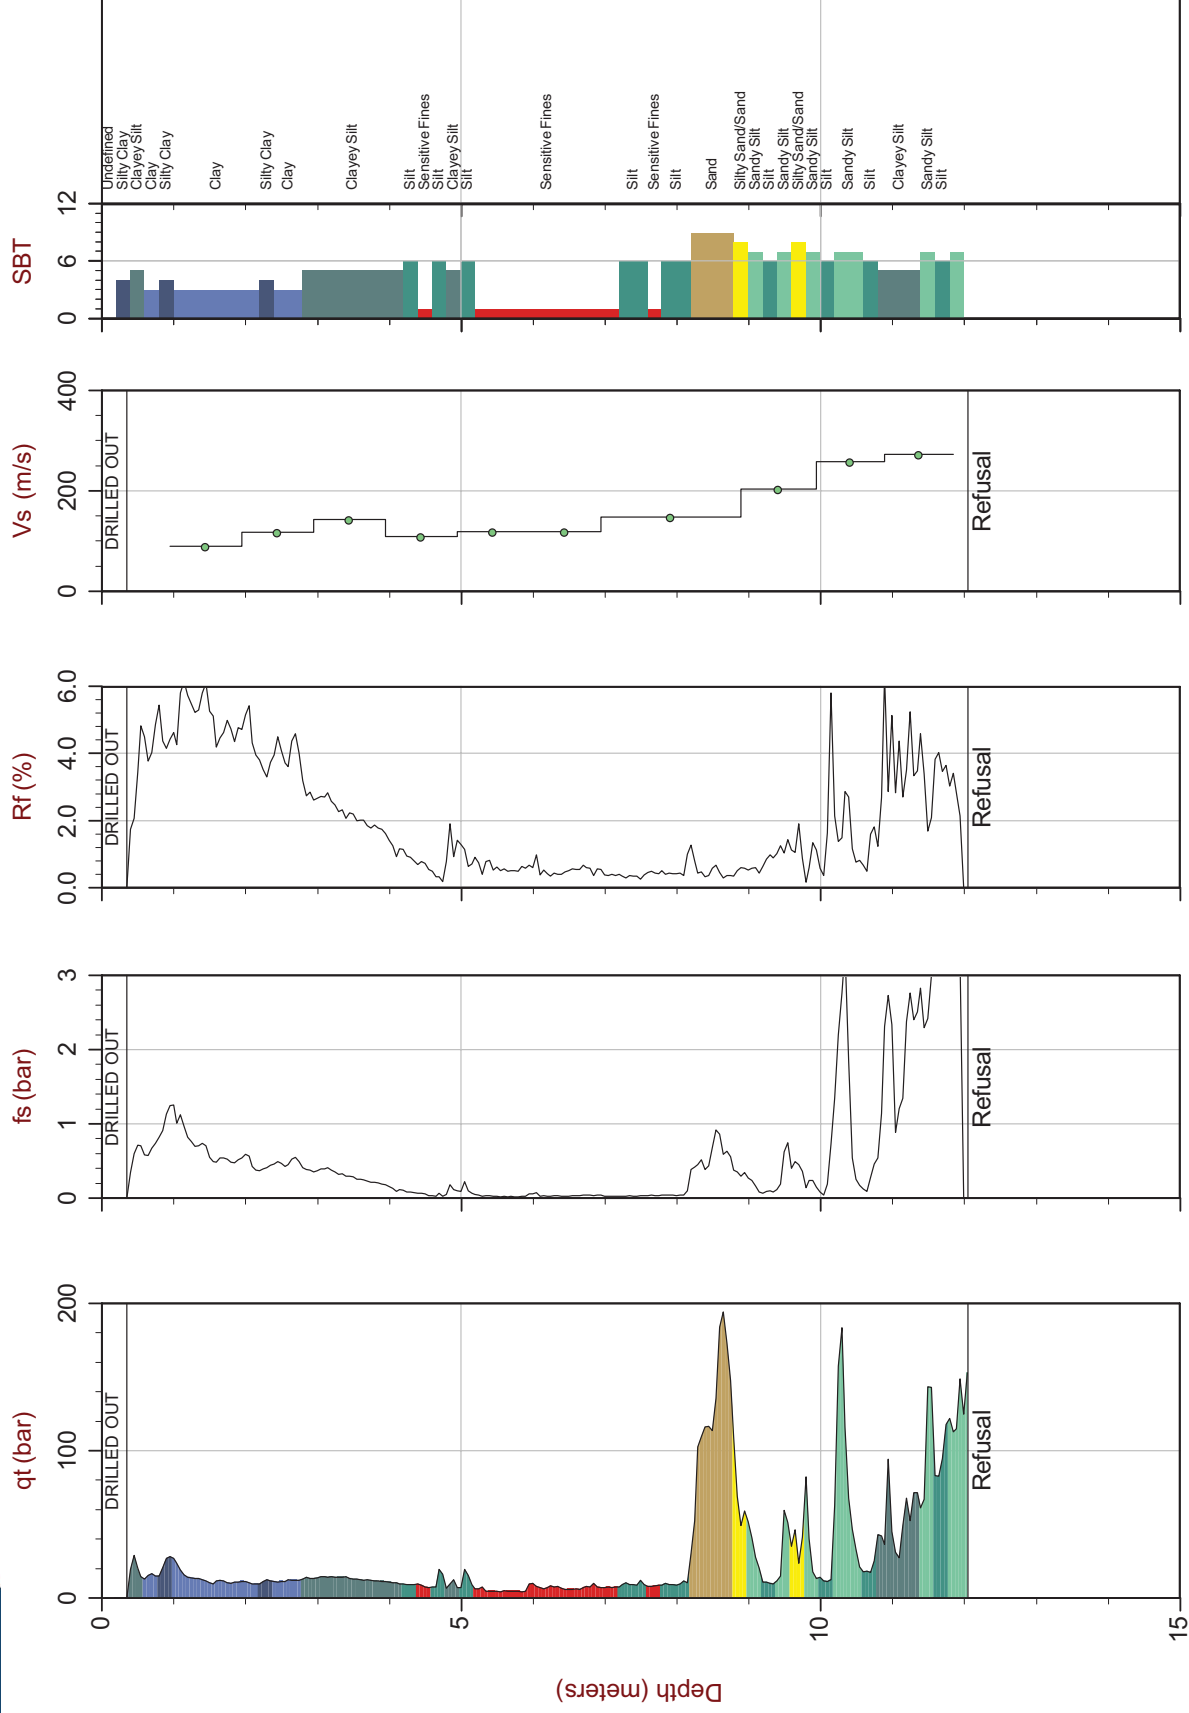 qt (bar)
0
100
200
DRILLED OUT
Refusal
fs (bar)
0
1
2
3
DRILLED OUT
Refusal
Rf (%)
0.0
2.0
4.0
6.0
DRILLED OUT
Refusal
Vs (m/s)
0
200
400
DRILLED OUT
Refusal
SBT
0
6
12
Undefined
Silty Clay
Clayey Silt
Clay
Silty Clay
Clay
Silty Clay
Clay
Clayey Silt
Silt
Sensitive Fines
Silt
Clayey Silt
Silt
Sensitive Fines
Silt
Sensitive Fines
Silt
Sand
Silty Sand/Sand
Sandy Silt
Silt
Sandy Silt
Silty Sand/Sand
Sandy Silt
Silt
Sandy Silt
Silt
Clayey Silt
Sandy Silt
Silt
0
5
10
15
Depth (meters)